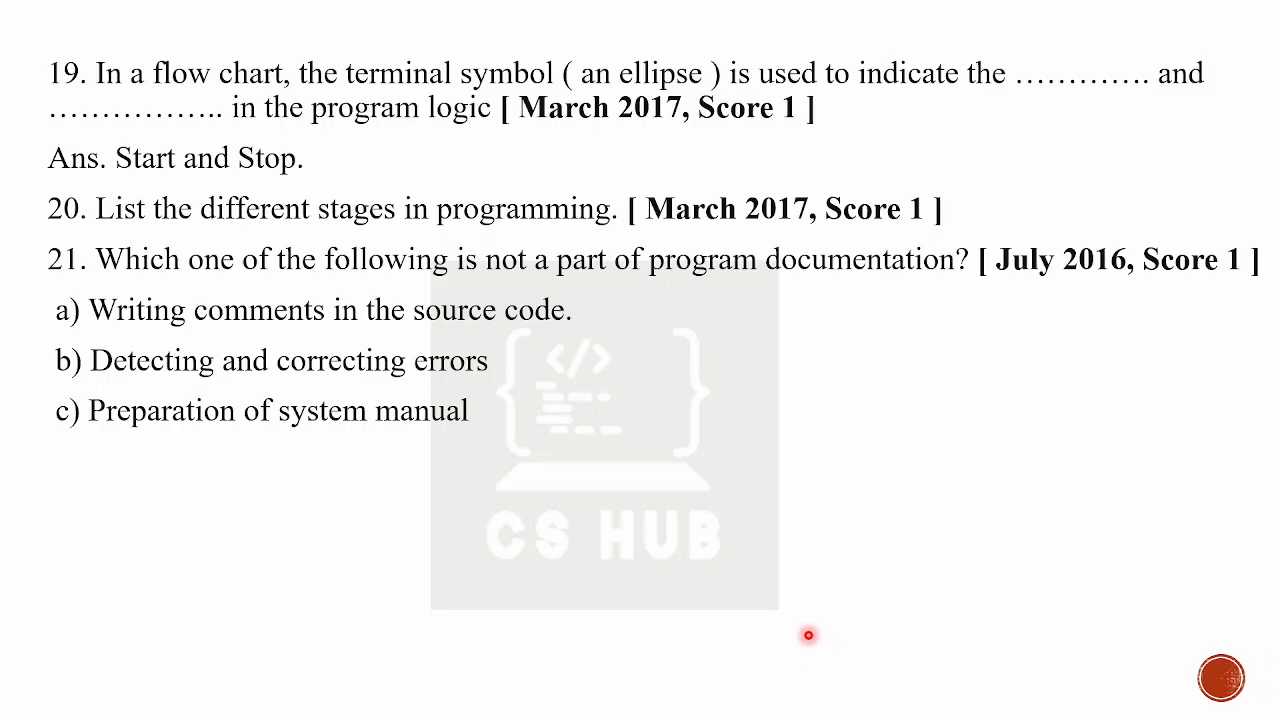 19. In a flow chart, the terminal symbol ( an ellipse ) is used to indicate the …………. and
…………….. in the program logic [ March 2017, Score 1 ]
Ans. Start and Stop.
20. List the different stages in programming. [ March 2017, Score 1 ]
21. Which one of the following is not a part of program documentation? [ July 2016, Score 1 ]
a) Writing comments in the source code.
b) Detecting and correcting errors
c) Preparation of system manual
</>
CS HUB